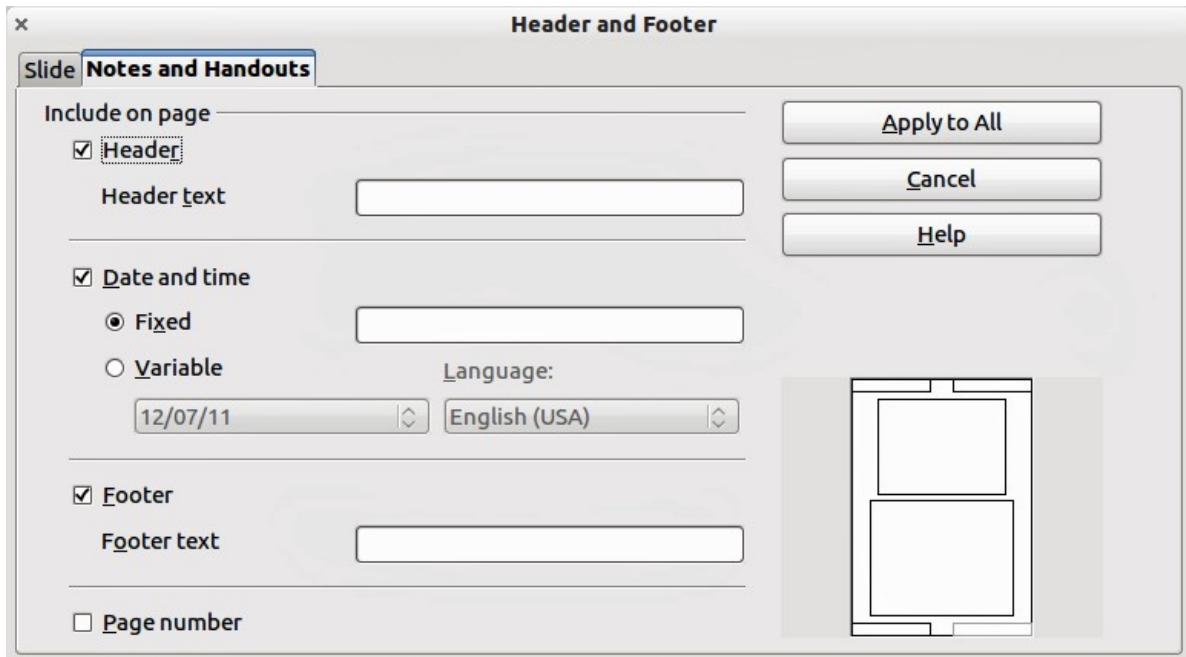 Header and Footer
Slide Notes and Handouts
Include on page
Header
Apply to All
Header text
Cancel
Help
Date and time
Fixed
Variable
Language:
12/07/11
English (USA)
Footer
Footer text
Page number